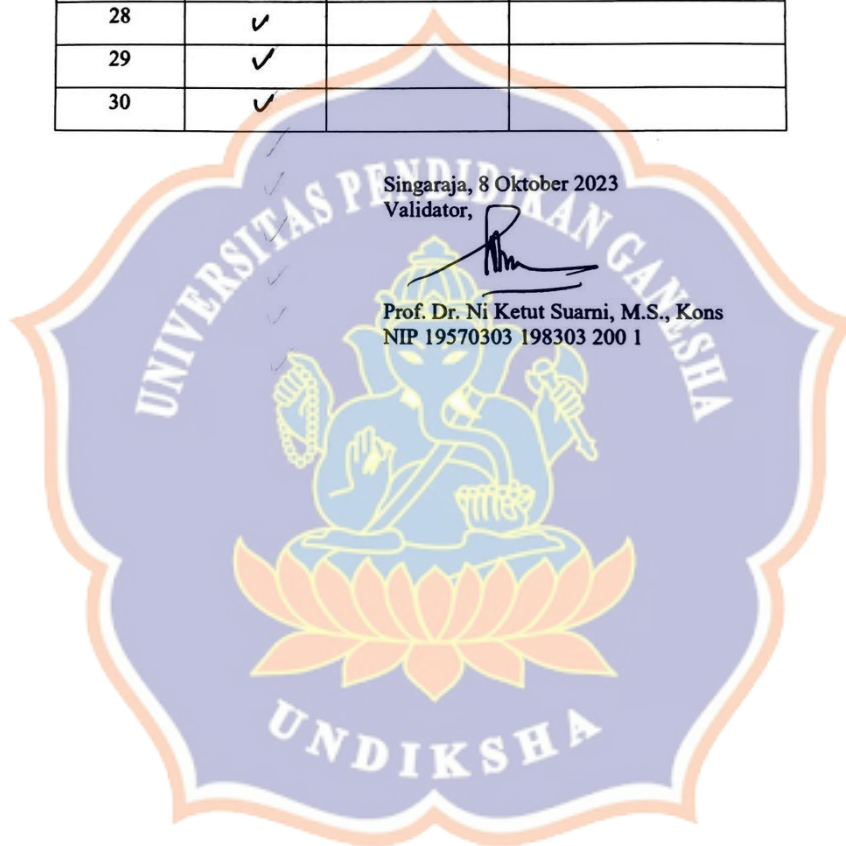 28 ✓
29 ✓
30 ✓
Singaraja, 8 Oktober 2023
Validator,
Prof. Dr. Ni Ketut Suarni, M.S., Kons
NIP 19570303 198303 200 1
UNIVERSITAS PENDIDIKAN GANESHA
UNDIKSHA